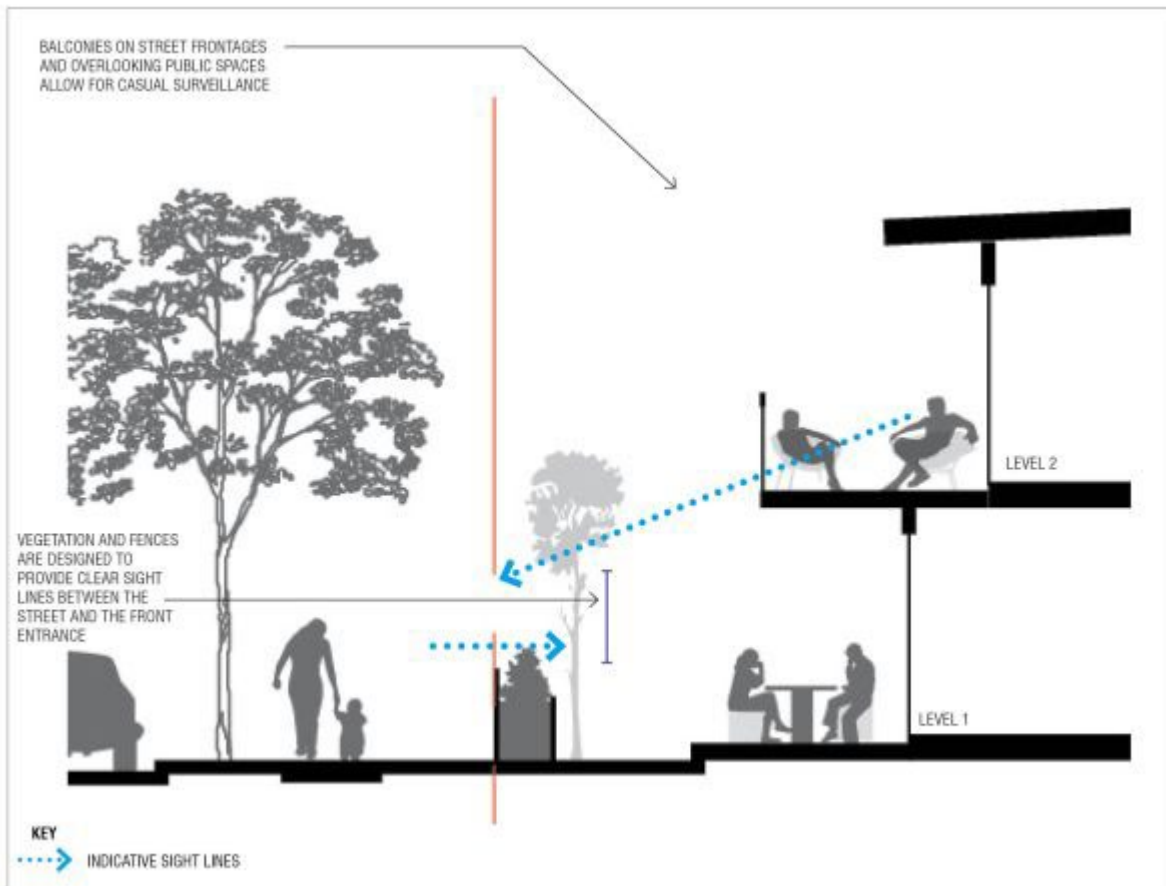 BALCONIES ON STREET FRONTAGES
AND OVERLOOKING PUBLIC SPACES
ALLOW FOR CASUAL SURVEILLANCE
LEVEL 2
VEGETATION AND FENCES
ARE DESIGNED TO
PROVIDE CLEAR SIGHT
LINES BETWEEN THE
STREET AND THE FRONT
ENTRANCE
LEVEL 1
KEY
INDICATIVE SIGHT LINES